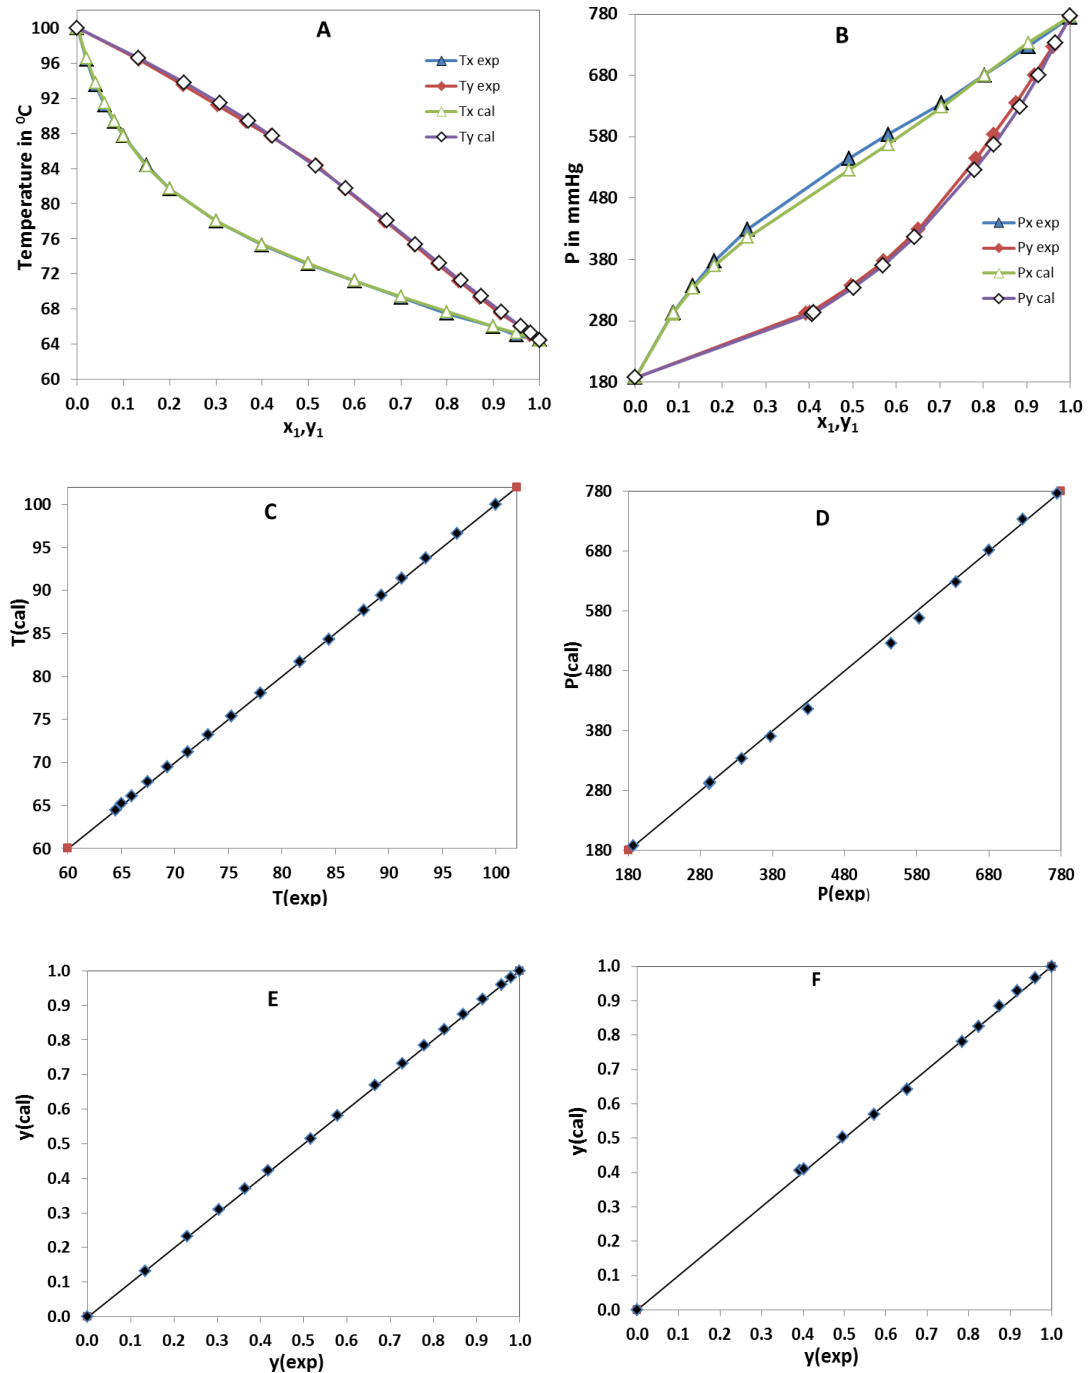 A
100
96
92
88
84
80
76
72
68
64
60
Temperature in ⁰C
Tx exp
Ty exp
Tx cal
Ty cal
0.0 0.1 0.2 0.3 0.4 0.5 0.6 0.7 0.8 0.9 1.0
x₁,y₁
B
780
680
580
480
380
280
180
P in mmHg
Px exp
Py exp
Px cal
Py cal
0.0 0.1 0.2 0.3 0.4 0.5 0.6 0.7 0.8 0.9 1.0
x₁,y₁
C
100
95
90
85
80
75
70
65
60
T(cal)
60 65 70 75 80 85 90 95 100
T(exp)
D
780
680
580
480
380
280
180
P(cal)
180 280 380 480 580 680 780
P(exp)
E
1.0
0.9
0.8
0.7
0.6
0.5
0.4
0.3
0.2
0.1
0.0
y(cal)
0.0 0.1 0.2 0.3 0.4 0.5 0.6 0.7 0.8 0.9 1.0
y(exp)
F
1.0
0.9
0.8
0.7
0.6
0.5
0.4
0.3
0.2
0.1
0.0
y(cal)
0.0 0.1 0.2 0.3 0.4 0.5 0.6 0.7 0.8 0.9 1.0
y(exp)